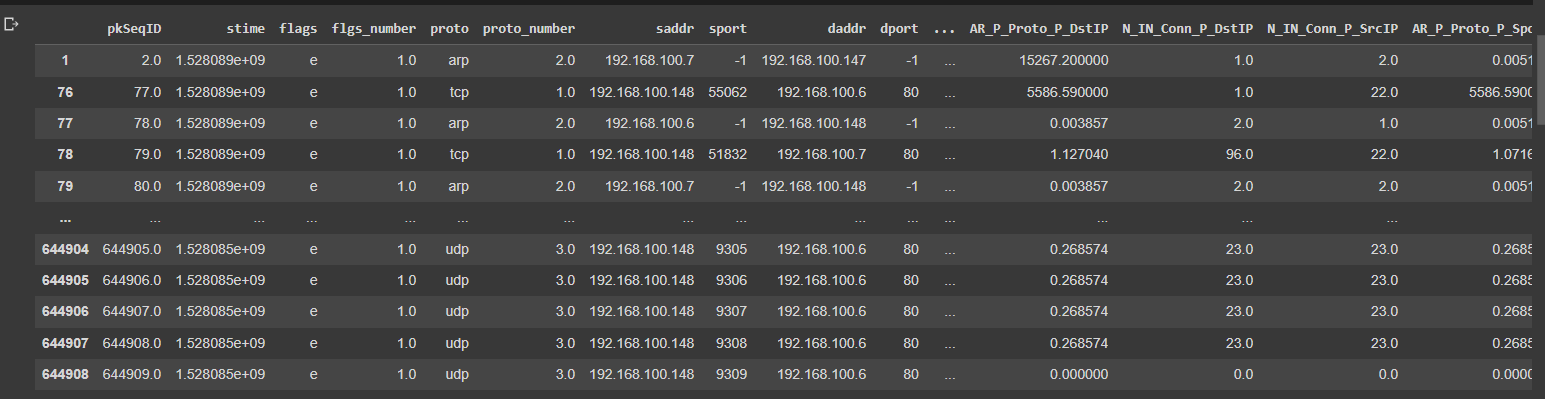 pkSeqID stime flags flgs_number proto proto_number saddr sport daddr dport ... AR_P_Proto_P_DstIP N_IN_Conn_P_DstIP N_IN_Conn_P_SrcIP AR_P_Proto_P_Spo
1 2.0 1.528089e+09 e 1.0 arp 2.0 192.168.100.7 -1 192.168.100.147 -1 ... 15267.200000 1.0 2.0 0.0051
76 77.0 1.528089e+09 e 1.0 tcp 1.0 192.168.100.148 55062 192.168.100.6 80 ... 5586.590000 1.0 22.0 5586.5900
77 78.0 1.528089e+09 e 1.0 arp 2.0 192.168.100.6 -1 192.168.100.148 -1 ... 0.003857 2.0 1.0 0.0051
78 79.0 1.528089e+09 e 1.0 tcp 1.0 192.168.100.148 51832 192.168.100.7 80 ... 1.127040 96.0 22.0 1.0716
79 80.0 1.528089e+09 e 1.0 arp 2.0 192.168.100.7 -1 192.168.100.148 -1 ... 0.003857 2.0 2.0 0.0051
... ... ... ... ... ... ... ... ... ... ... ... ... ... ...
644904 644905.0 1.528085e+09 e 1.0 udp 3.0 192.168.100.148 9305 192.168.100.6 80 ... 0.268574 23.0 23.0 0.2685
644905 644906.0 1.528085e+09 e 1.0 udp 3.0 192.168.100.148 9306 192.168.100.6 80 ... 0.268574 23.0 23.0 0.2685
644906 644907.0 1.528085e+09 e 1.0 udp 3.0 192.168.100.148 9307 192.168.100.6 80 ... 0.268574 23.0 23.0 0.2685
644907 644908.0 1.528085e+09 e 1.0 udp 3.0 192.168.100.148 9308 192.168.100.6 80 ... 0.268574 23.0 23.0 0.2685
644908 644909.0 1.528085e+09 e 1.0 udp 3.0 192.168.100.148 9309 192.168.100.6 80 ... 0.000000 0.0 0.0 0.0000